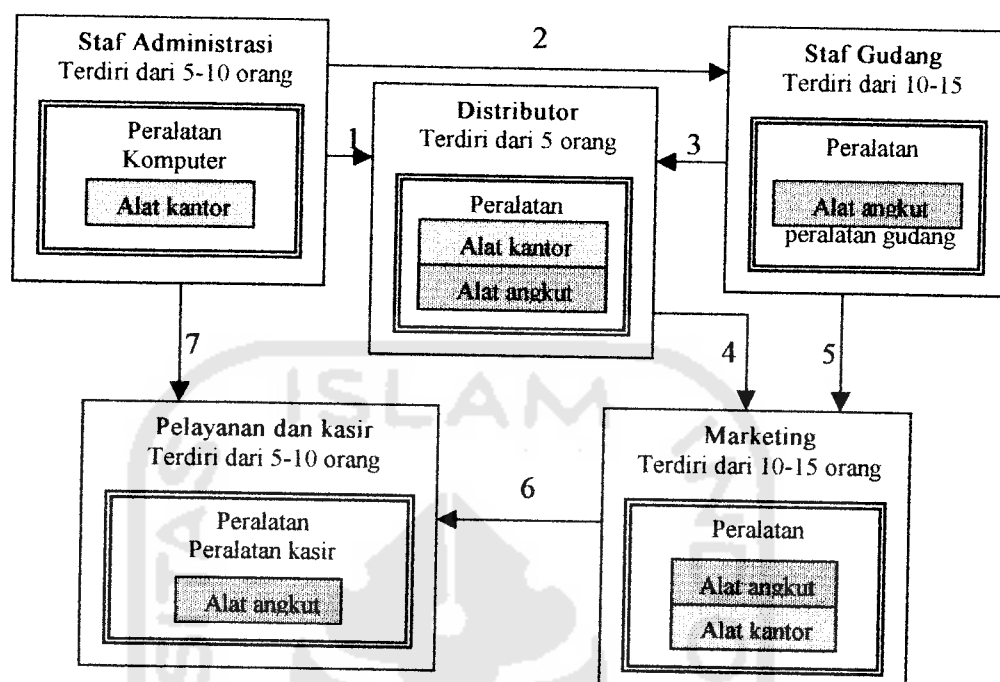 Staf Administrasi
Terdiri dari 5-10 orang
Peralatan
Komputer
Alat kantor
2
1
Distributor
Terdiri dari 5 orang
Peralatan
Alat kantor
Alat angkut
3
Staf Gudang
Terdiri dari 10-15
Peralatan
Alat angkut
peralatan gudang
7
4
5
Pelayanan dan kasir
Terdiri dari 5-10 orang
Peralatan
Peralatan kasir
Alat angkut
6
Marketing
Terdiri dari 10-15 orang
Peralatan
Alat angkut
Alat kantor
ISLAM